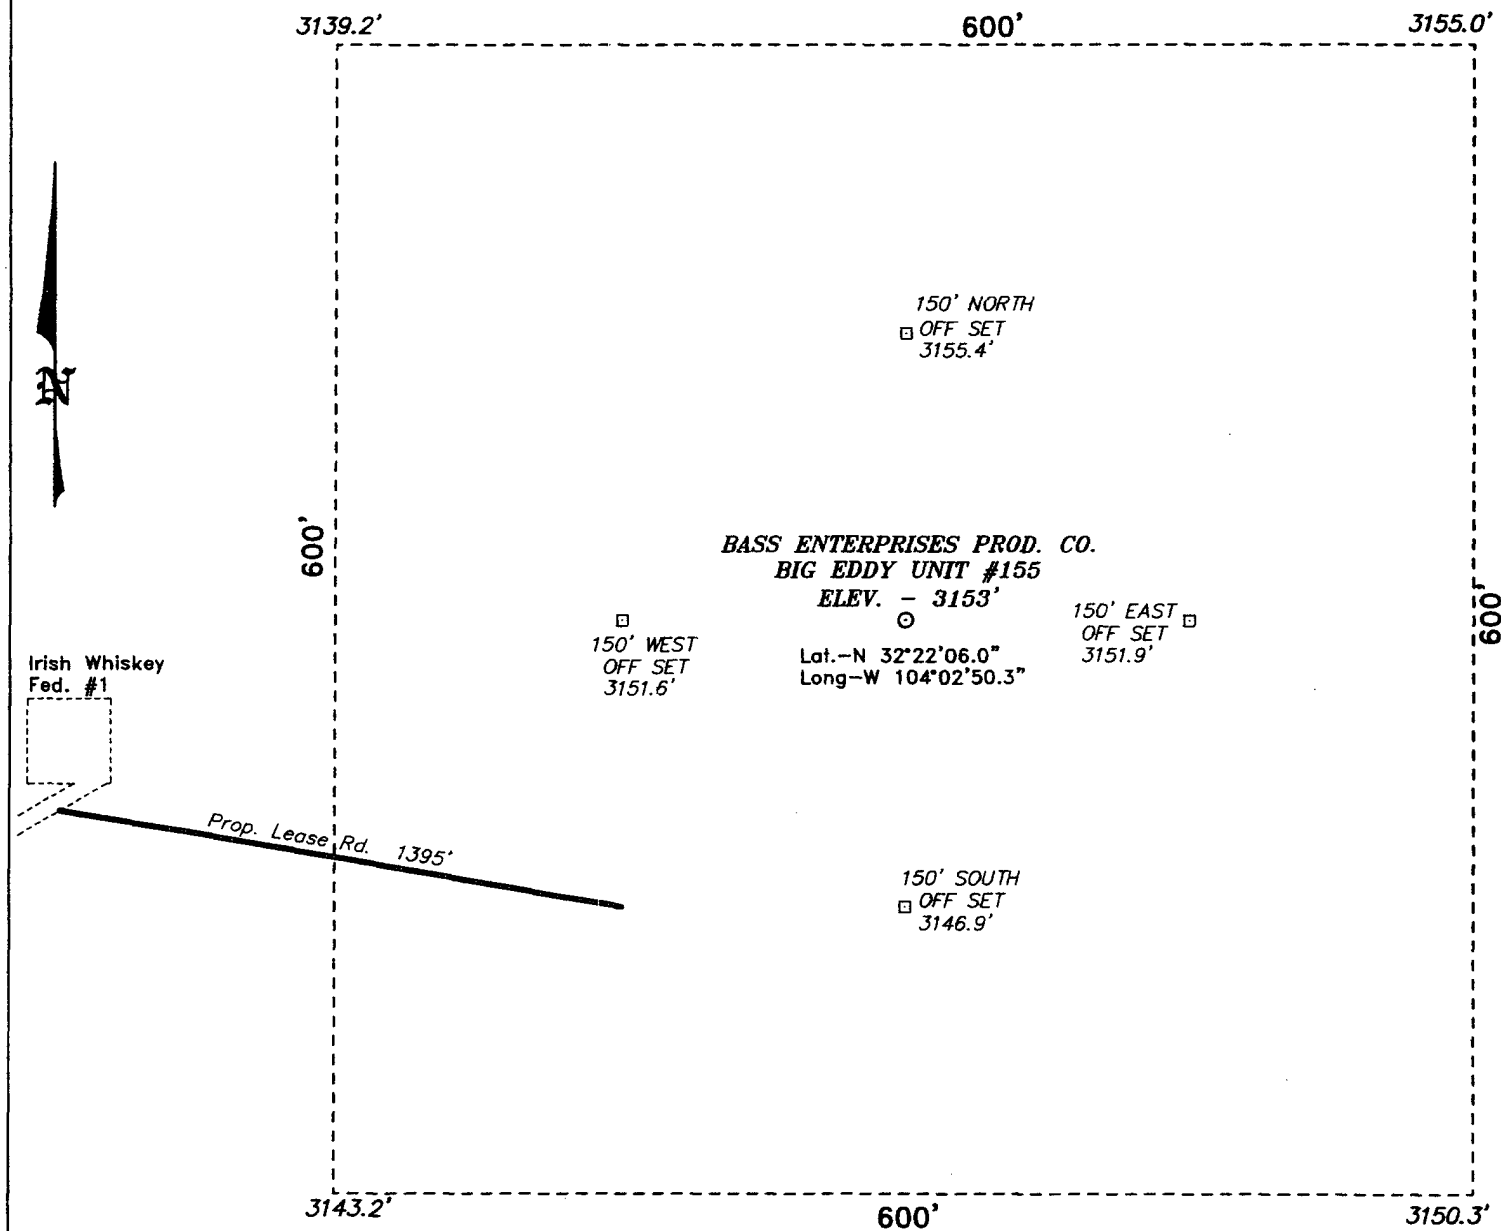 3139.2'
600'
3155.0'
150' NORTH
OFF SET
3155.4'
N
600'
BASS ENTERPRISES PROD. CO.
BIG EDDY UNIT #155
ELEV. - 3153'
Lat.-N 32°22'06.0"
Long-W 104°02'50.3"
150' WEST
OFF SET
3151.6'
150' EAST
OFF SET
3151.9'
600'
Irish Whiskey
Fed. #1
Prop. Lease Rd. 1395'
150' SOUTH
OFF SET
3146.9'
3143.2'
600'
3150.3'